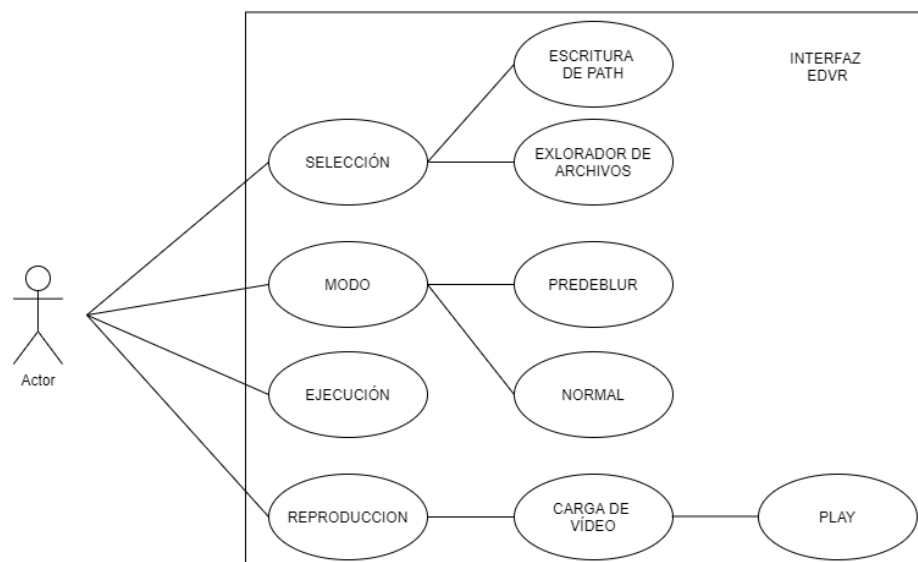 ESCRITURA
DE PATH
INTERFAZ
EDVR
SELECCIÓN
EXLORADOR DE
ARCHIVOS
MODO
PREDEBLUR
Actor
EJECUCIÓN
NORMAL
REPRODUCCION
CARGA DE
VÍDEO
PLAY